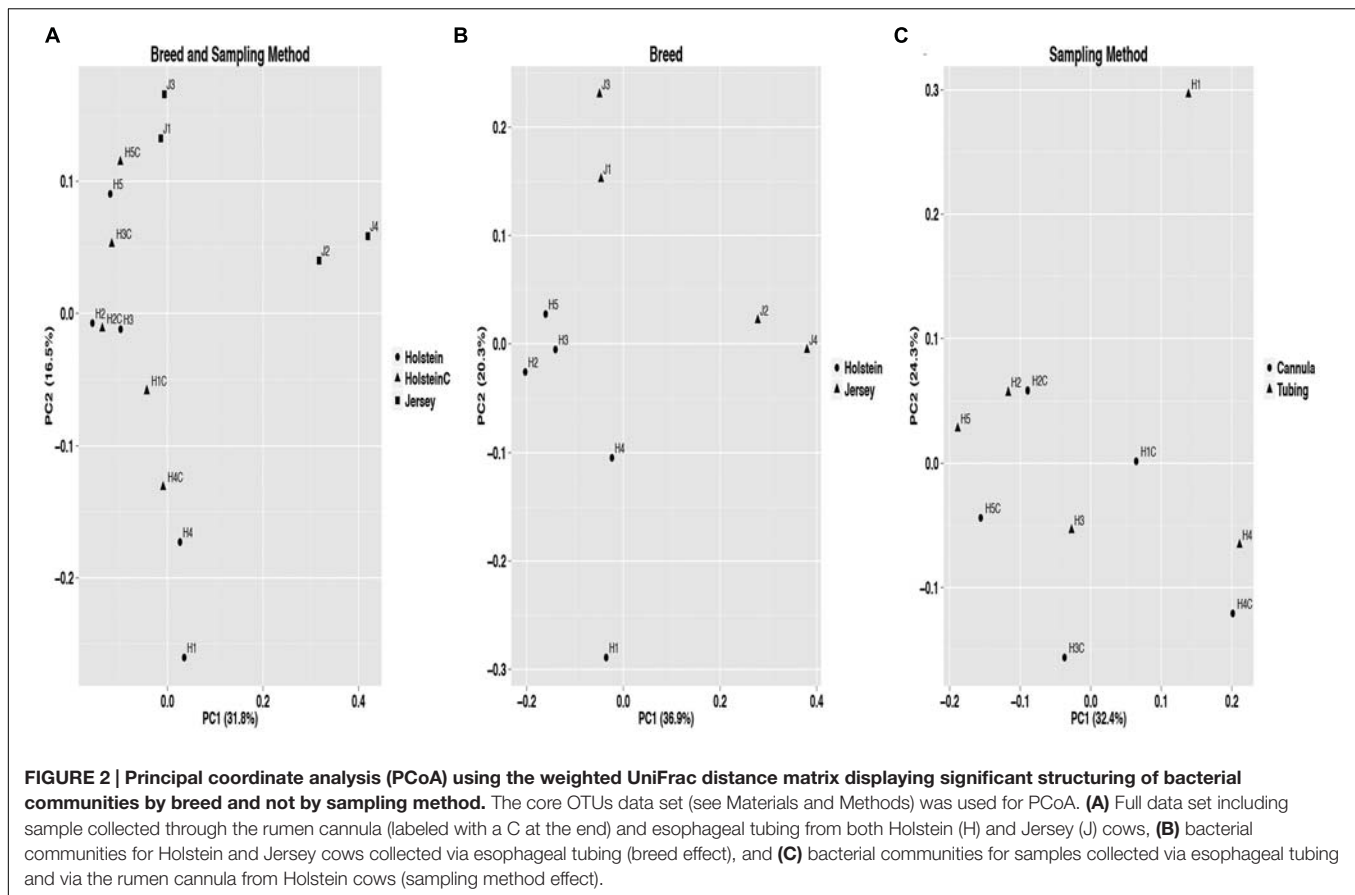 A
Breed and Sampling Method
J3
J1
H5C
H5
H3C
J4
J2
H2
H2C
H3
H1C
H4C
H4
H1
0.1
0.0
−0.1
−0.2
PC2 (16.5%)
0.0
0.2
0.4
PC1 (31.8%)
Holstein
HolsteinC
Jersey
B
Breed
J3
J1
H5
H3
H2
J2
J4
H4
H1
0.2
0.1
0.0
−0.1
−0.2
−0.3
PC2 (20.3%)
−0.2
0.0
0.2
0.4
PC1 (36.9%)
Holstein
Jersey
C
Sampling Method
H1
H2
H2C
H5
H1C
H5C
H3
H4
H4C
H3C
0.3
0.2
0.1
0.0
−0.1
PC2 (24.3%)
−0.2
−0.1
0.0
0.1
0.2
PC1 (32.4%)
Cannula
Tubing
FIGURE 2 | Principal coordinate analysis (PCoA) using the weighted UniFrac distance matrix displaying significant structuring of bacterial
communities by breed and not by sampling method. The core OTUs data set (see Materials and Methods) was used for PCoA. (A) Full data set including
sample collected through the rumen cannula (labeled with a C at the end) and esophageal tubing from both Holstein (H) and Jersey (J) cows, (B) bacterial
communities for Holstein and Jersey cows collected via esophageal tubing (breed effect), and (C) bacterial communities for samples collected via esophageal tubing
and via the rumen cannula from Holstein cows (sampling method effect).